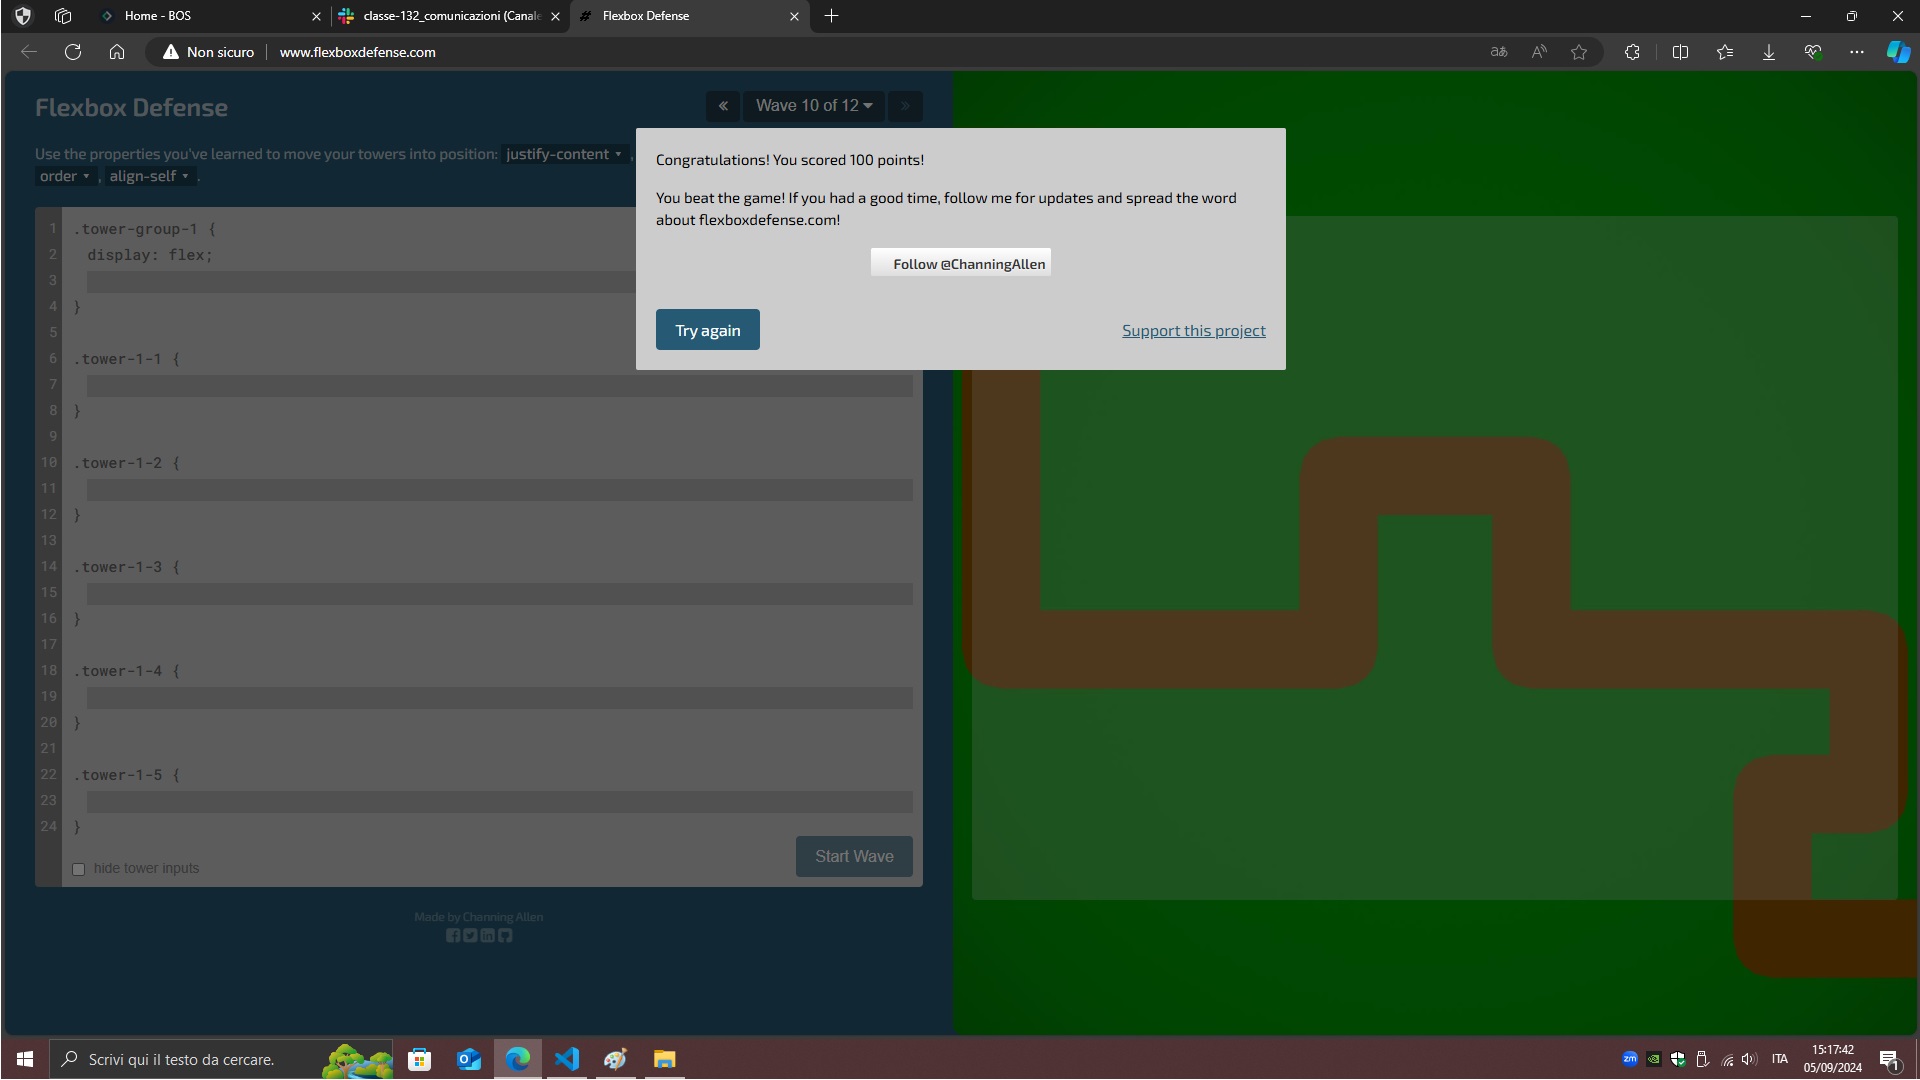 Home - BOS
classe-132_comunicazioni (Canale
Flexbox Defense
Non sicuro
www.flexboxdefense.com
Flexbox Defense
Wave 10 of 12
Use the properties you've learned to move your towers into position: justify-content ,
order , align-self .
Congratulations! You scored 100 points!
You beat the game! If you had a good time, follow me for updates and spread the word
about flexboxdefense.com!
Follow @ChanningAllen
Try again
Support this project
1 .tower-group-1 {
2 display: flex;
3
4 }
5
6 .tower-1-1 {
7
8 }
9
10 .tower-1-2 {
11
12 }
13
14 .tower-1-3 {
15
16 }
17
18 .tower-1-4 {
19
20 }
21
22 .tower-1-5 {
23
24 }
hide tower inputs
Start Wave
Made by Channing Allen
Scrivi qui il testo da cercare.
zm
ITA
15:17:42
05/09/2024
1